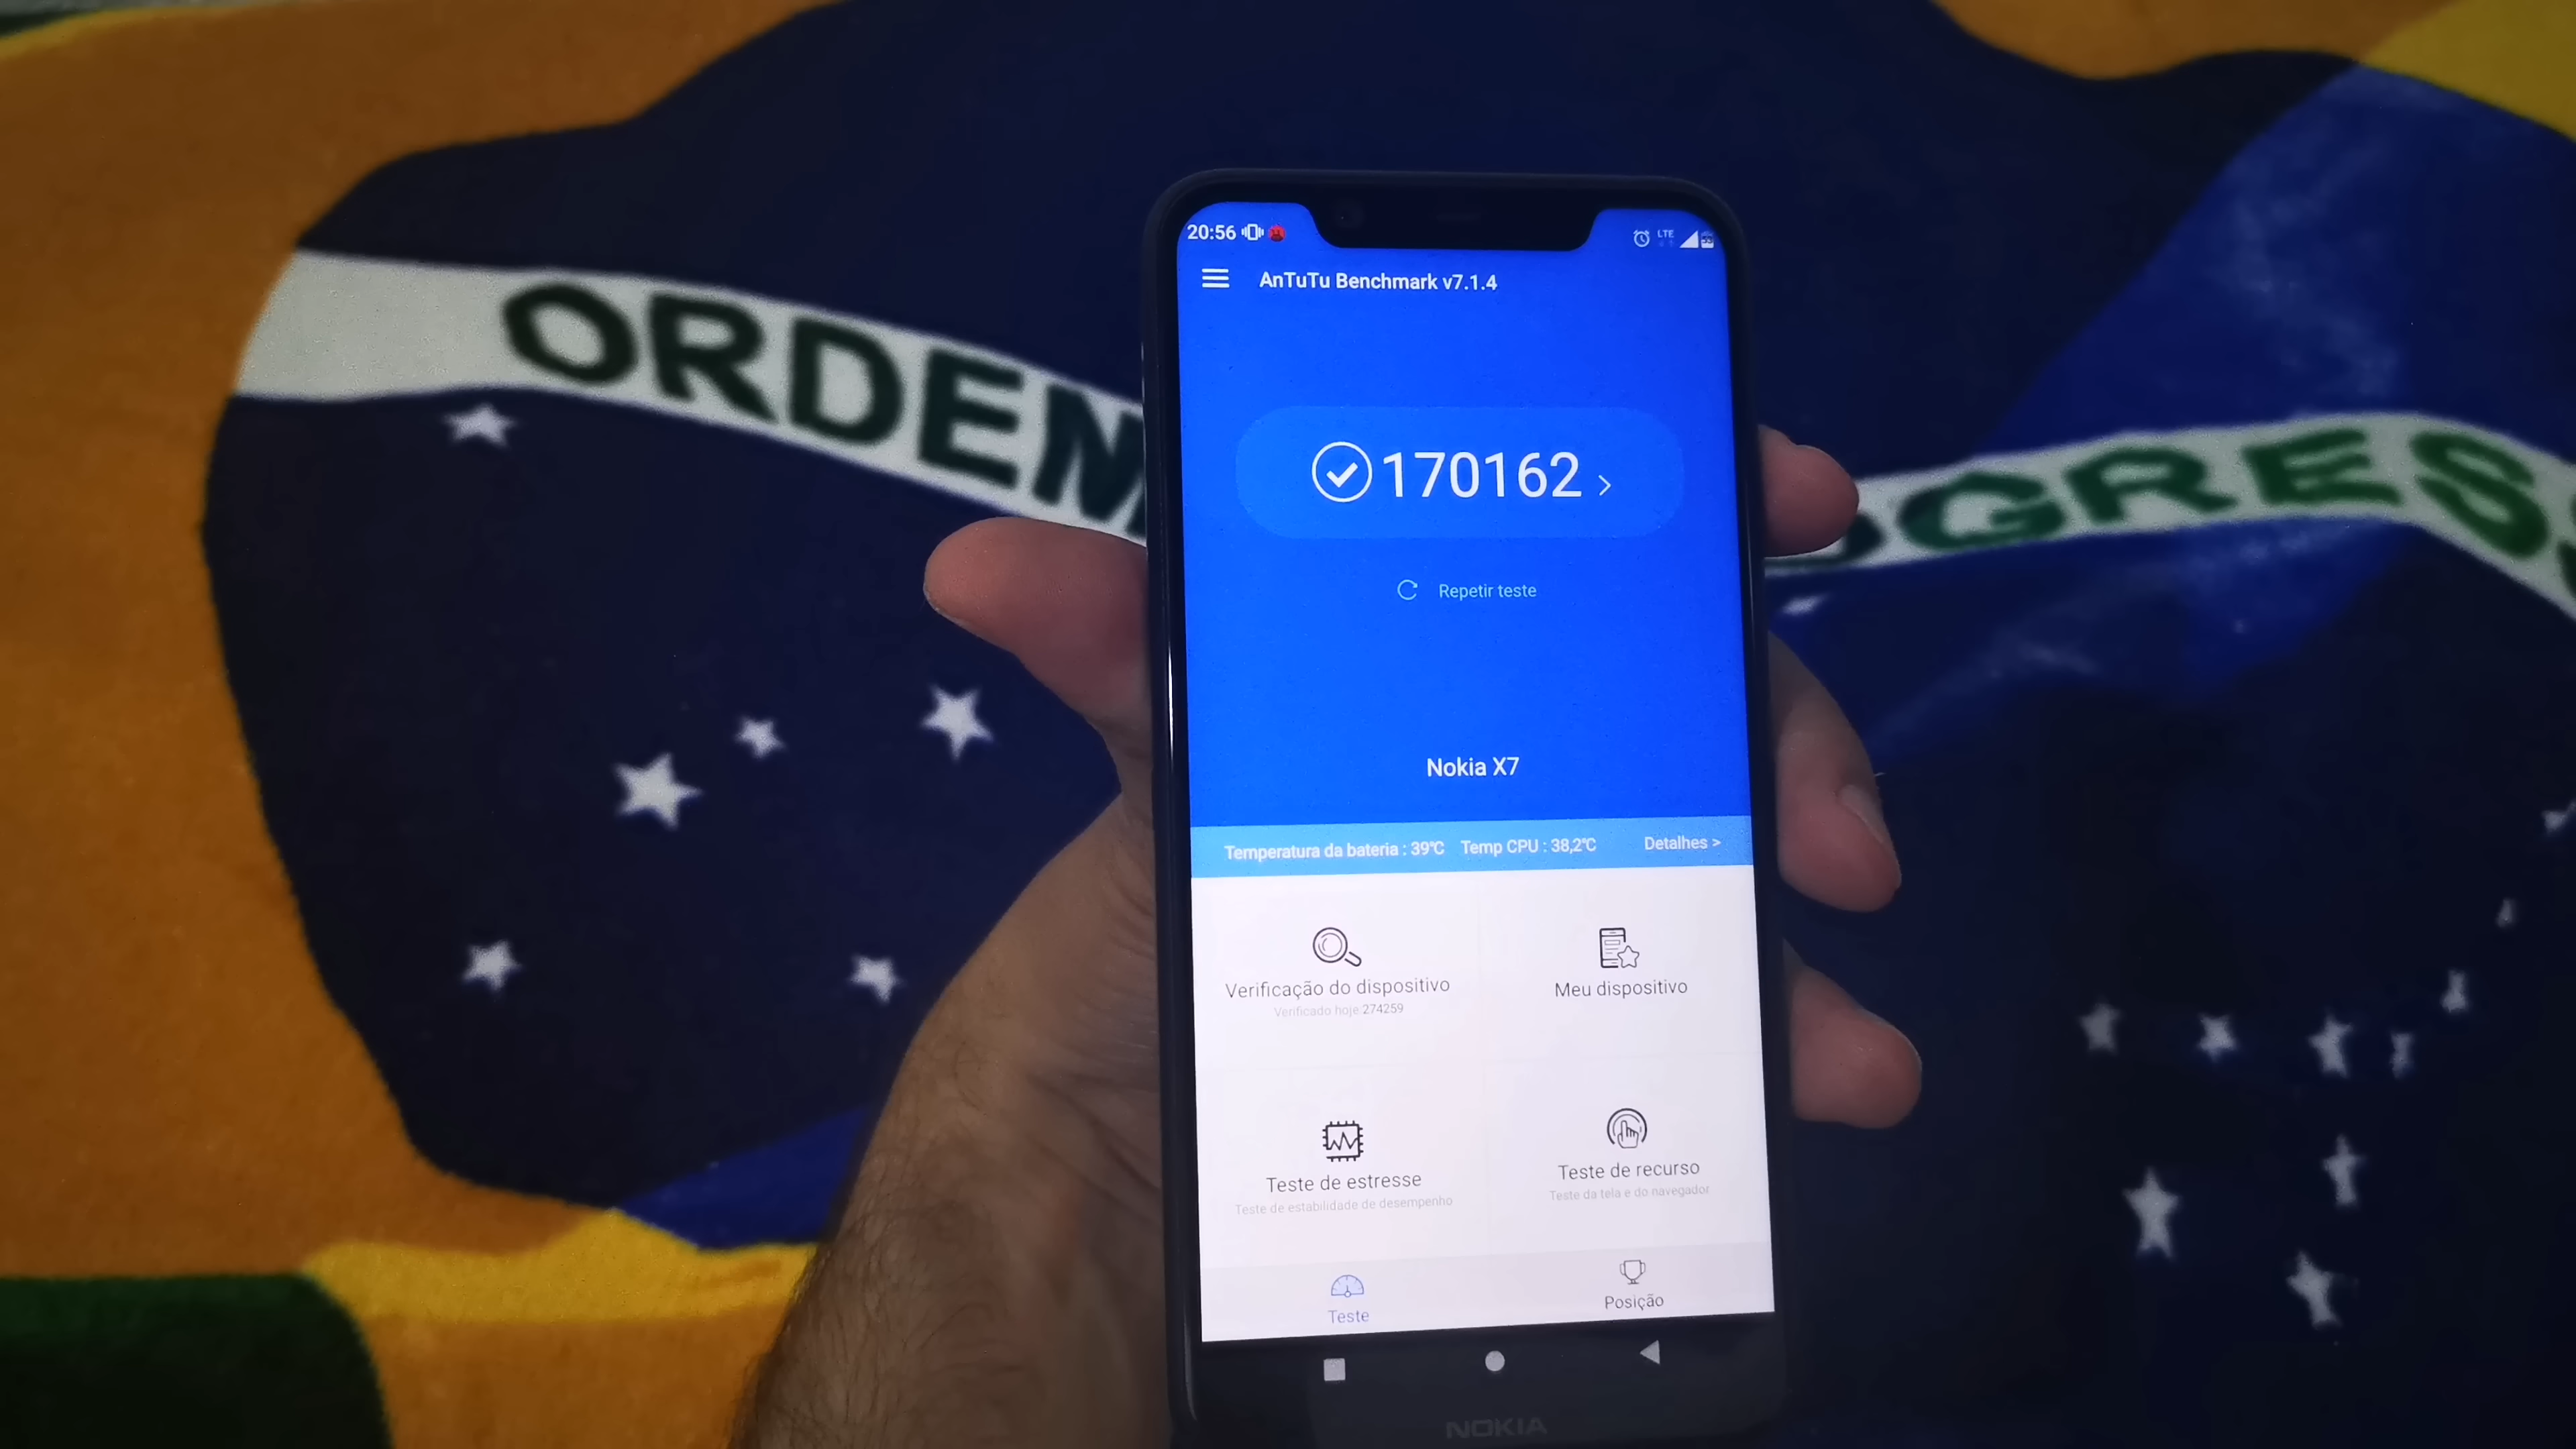 20:56
LTE
AnTuTu Benchmark v7.1.4
ORDEM
OGRESS
170162 >
Repetir teste
Nokia X7
Temperatura da bateria : 39℃ Temp CPU : 38,2℃ Detalhes >
Verificação do dispositivo
Verificado hoje 274259
Meu dispositivo
Teste de estresse
Teste de estabilidade de desempenho
Teste de recurso
Teste da tela e do navegador
Teste
Posição
NOKIA